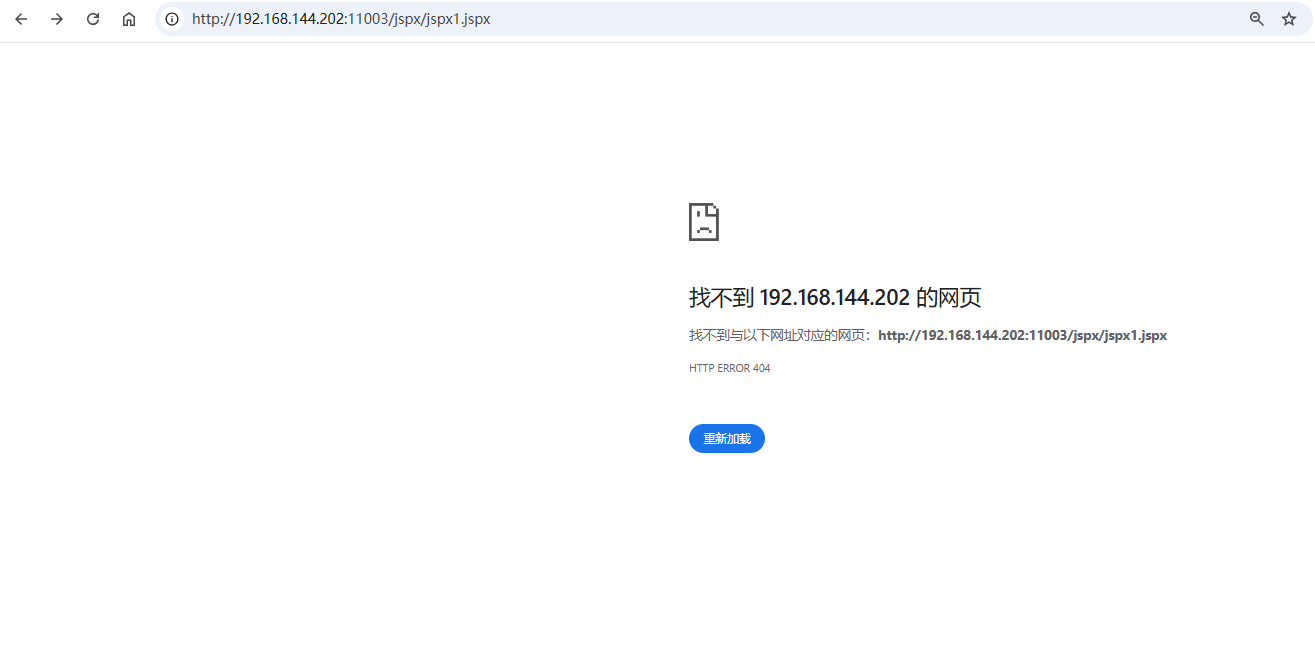 http://192.168.144.202:11003/jspx/jspx1.jspx
找不到 192.168.144.202 的网页
找不到与以下网址对应的网页：http://192.168.144.202:11003/jspx/jspx1.jspx
HTTP ERROR 404
重新加载